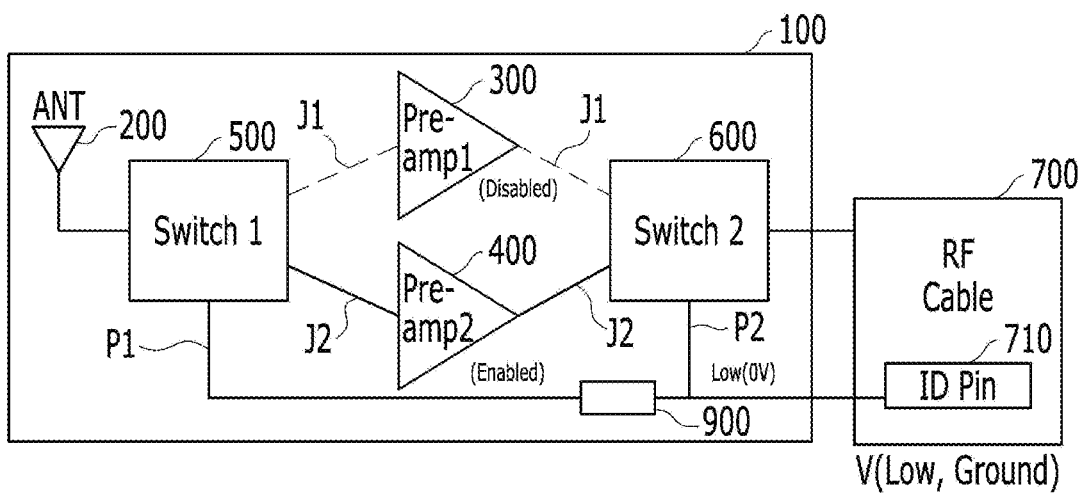 100
ANT
200
500
J1
300
Pre-
amp1
(Disabled)
J1
600
700
Switch 1
Switch 2
RF
Cable
400
Pre-
amp2
(Enabled)
P1
J2
J2
P2
Low(0V)
710
ID Pin
900
V(Low, Ground)